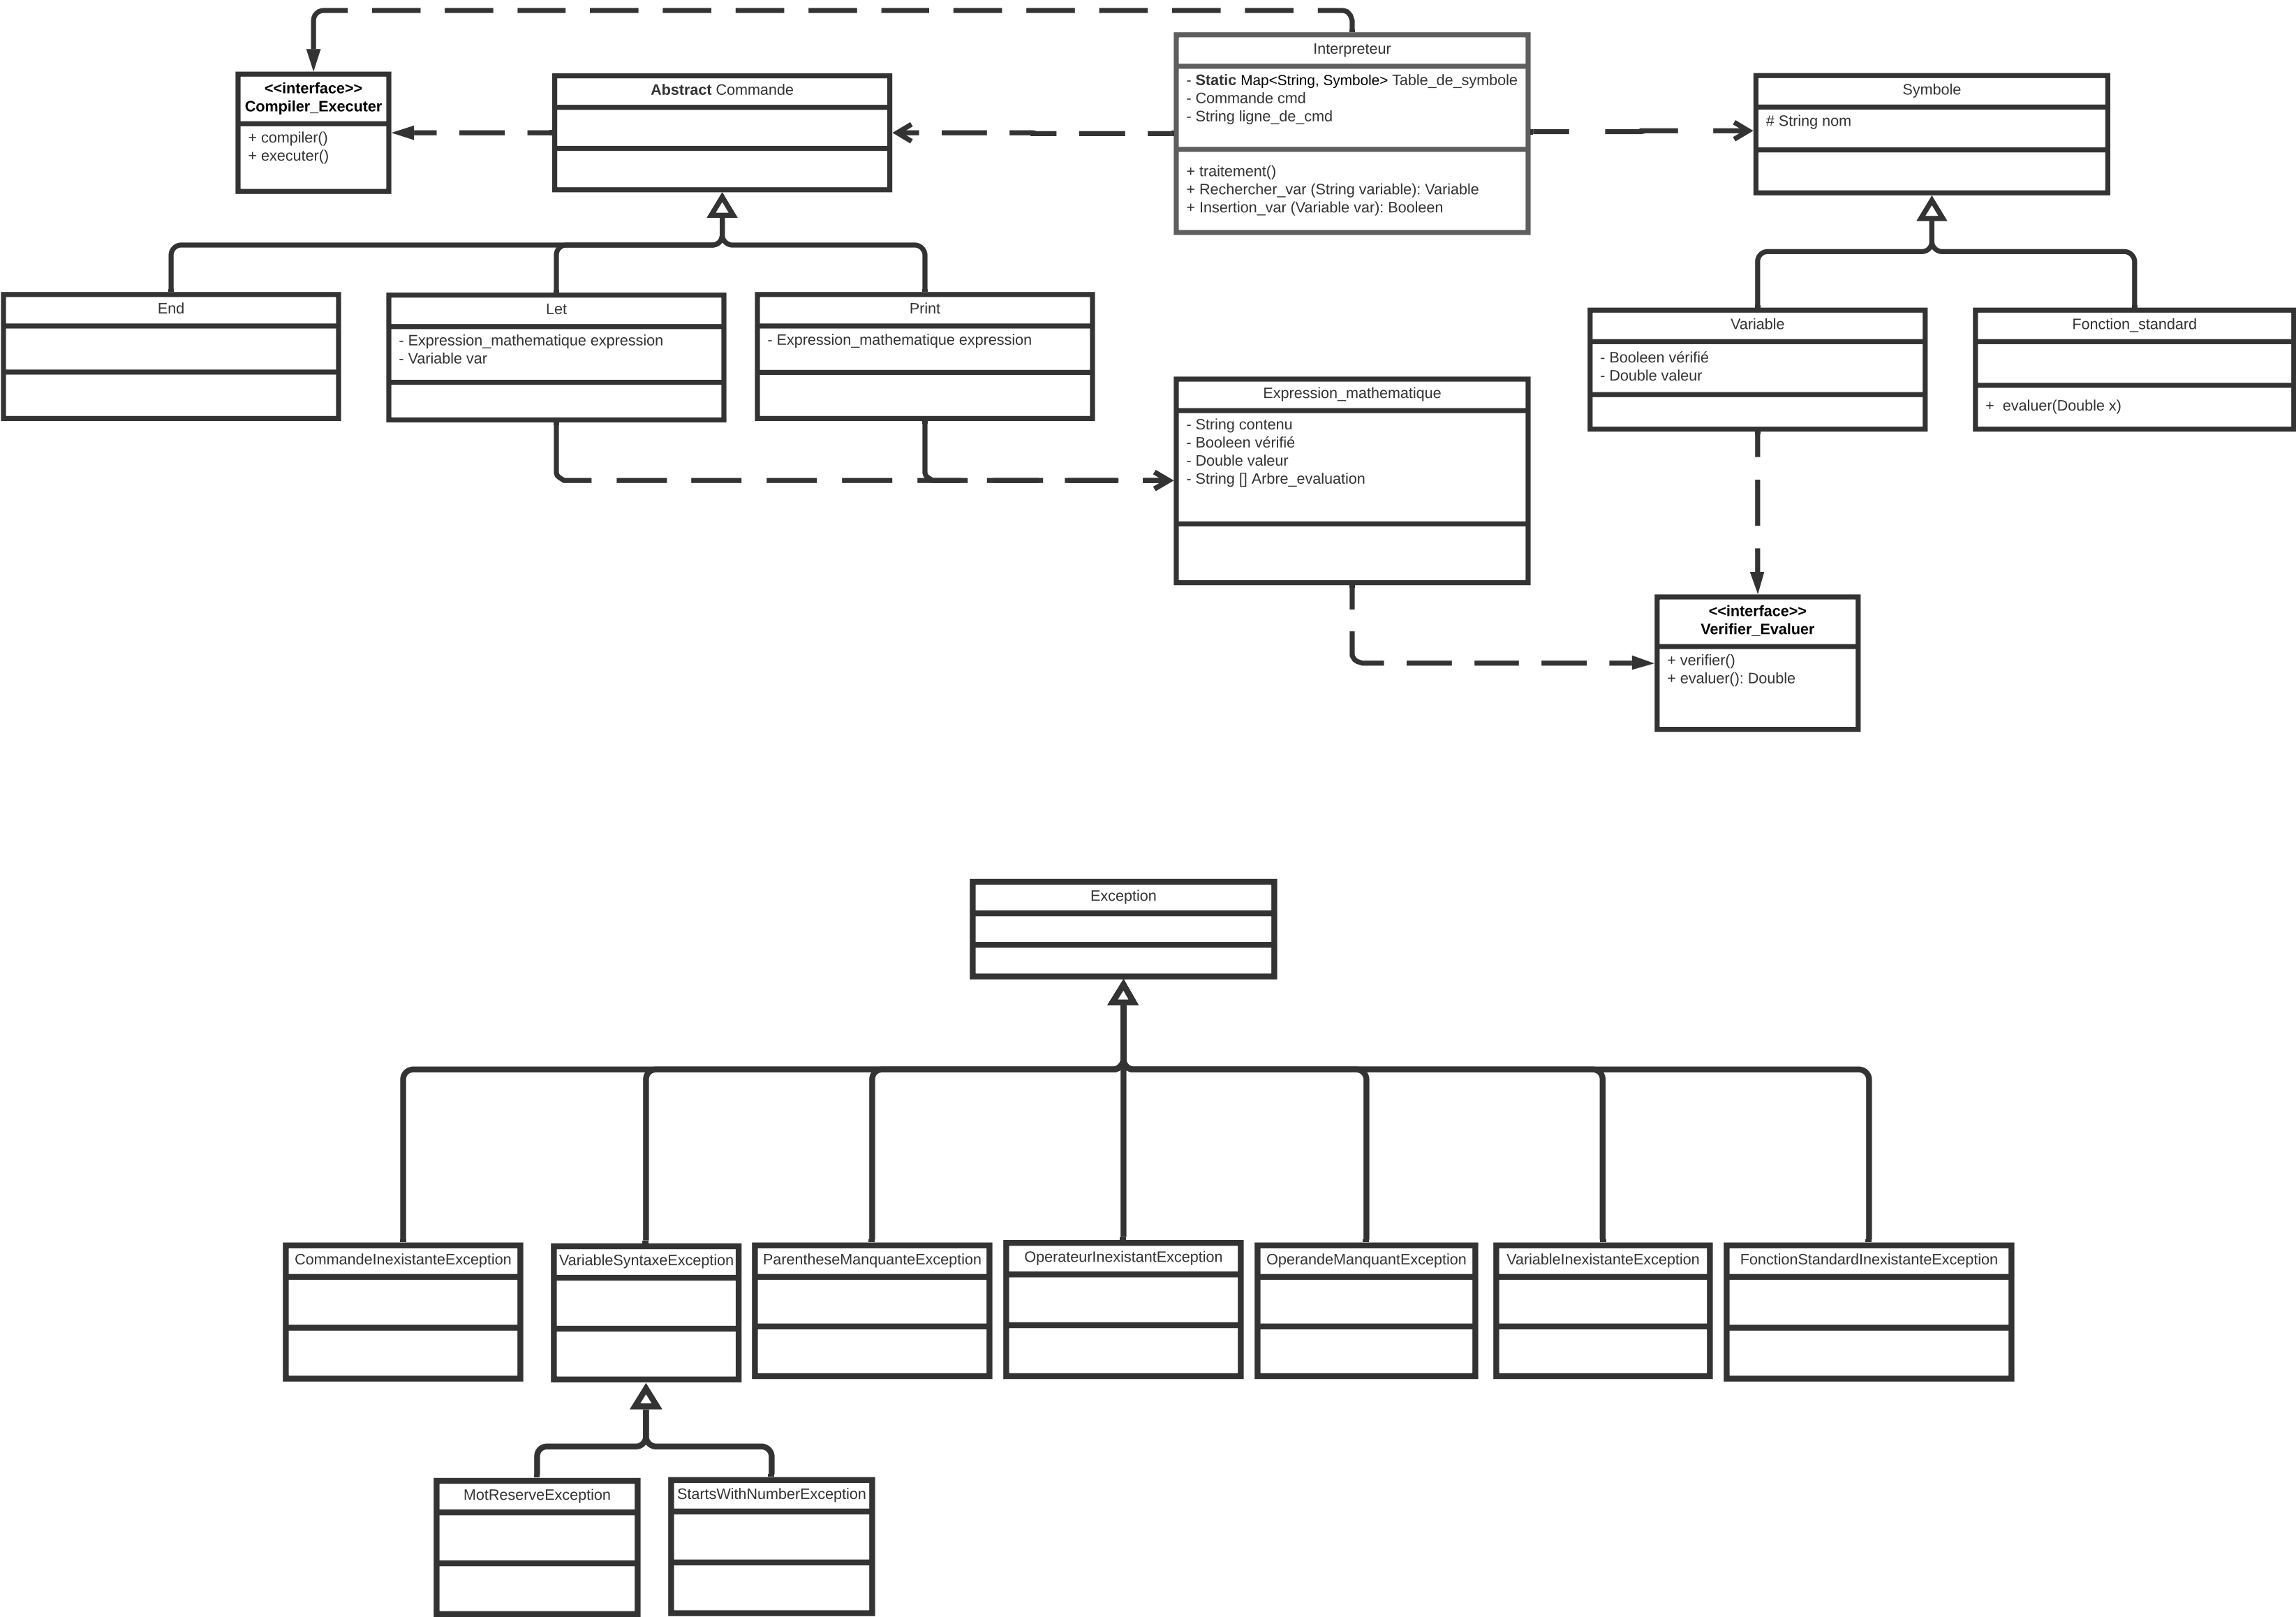 <<interface>>
Compiler_Executer
+ compiler()
+ executer()
Abstract Commande
Interpreteur
- Static Map<String, Symbole> Table_de_symbole
- Commande cmd
- String ligne_de_cmd
+ traitement()
+ Rechercher_var (String variable): Variable
+ Insertion_var (Variable var): Booleen
Symbole
# String nom
End
Let
- Expression_mathematique expression
- Variable var
Print
- Expression_mathematique expression
Expression_mathematique
- String contenu
- Booleen vérifié
- Double valeur
- String [] Arbre_evaluation
Variable
- Booleen vérifié
- Double valeur
Fonction_standard
+ evaluer(Double x)
<<interface>>
Verifier_Evaluer
+ verifier()
+ evaluer(): Double
Exception
CommandeInexistanteException
VariableSyntaxeException
ParentheseManquanteException
OperateurInexistantException
OperandeManquantException
VariableInexistanteException
FonctionStandardInexistanteException
MotReserveException
StartsWithNumberException